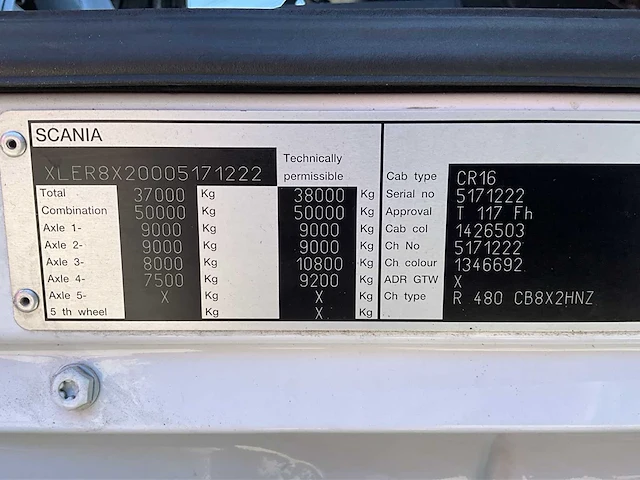 SCANIA
XLER8X20005171222 Technically permissible
Total 37000 Kg 38000 Kg
Combination 50000 Kg 50000 Kg
Axle 1- 9000 Kg 9000 Kg
Axle 2- 9000 Kg 9000 Kg
Axle 3- 8000 Kg 10800 Kg
Axle 4- 7500 Kg 9200 Kg
Axle 5- X Kg X Kg
5 th wheel Kg X Kg
Cab type CR16
Serial no 5171222
Approval T 117 Fh
Cab col 1426503
Ch No 5171222
Ch colour 1346692
ADR GTW X
Ch type R 480 CB8X2HNZ